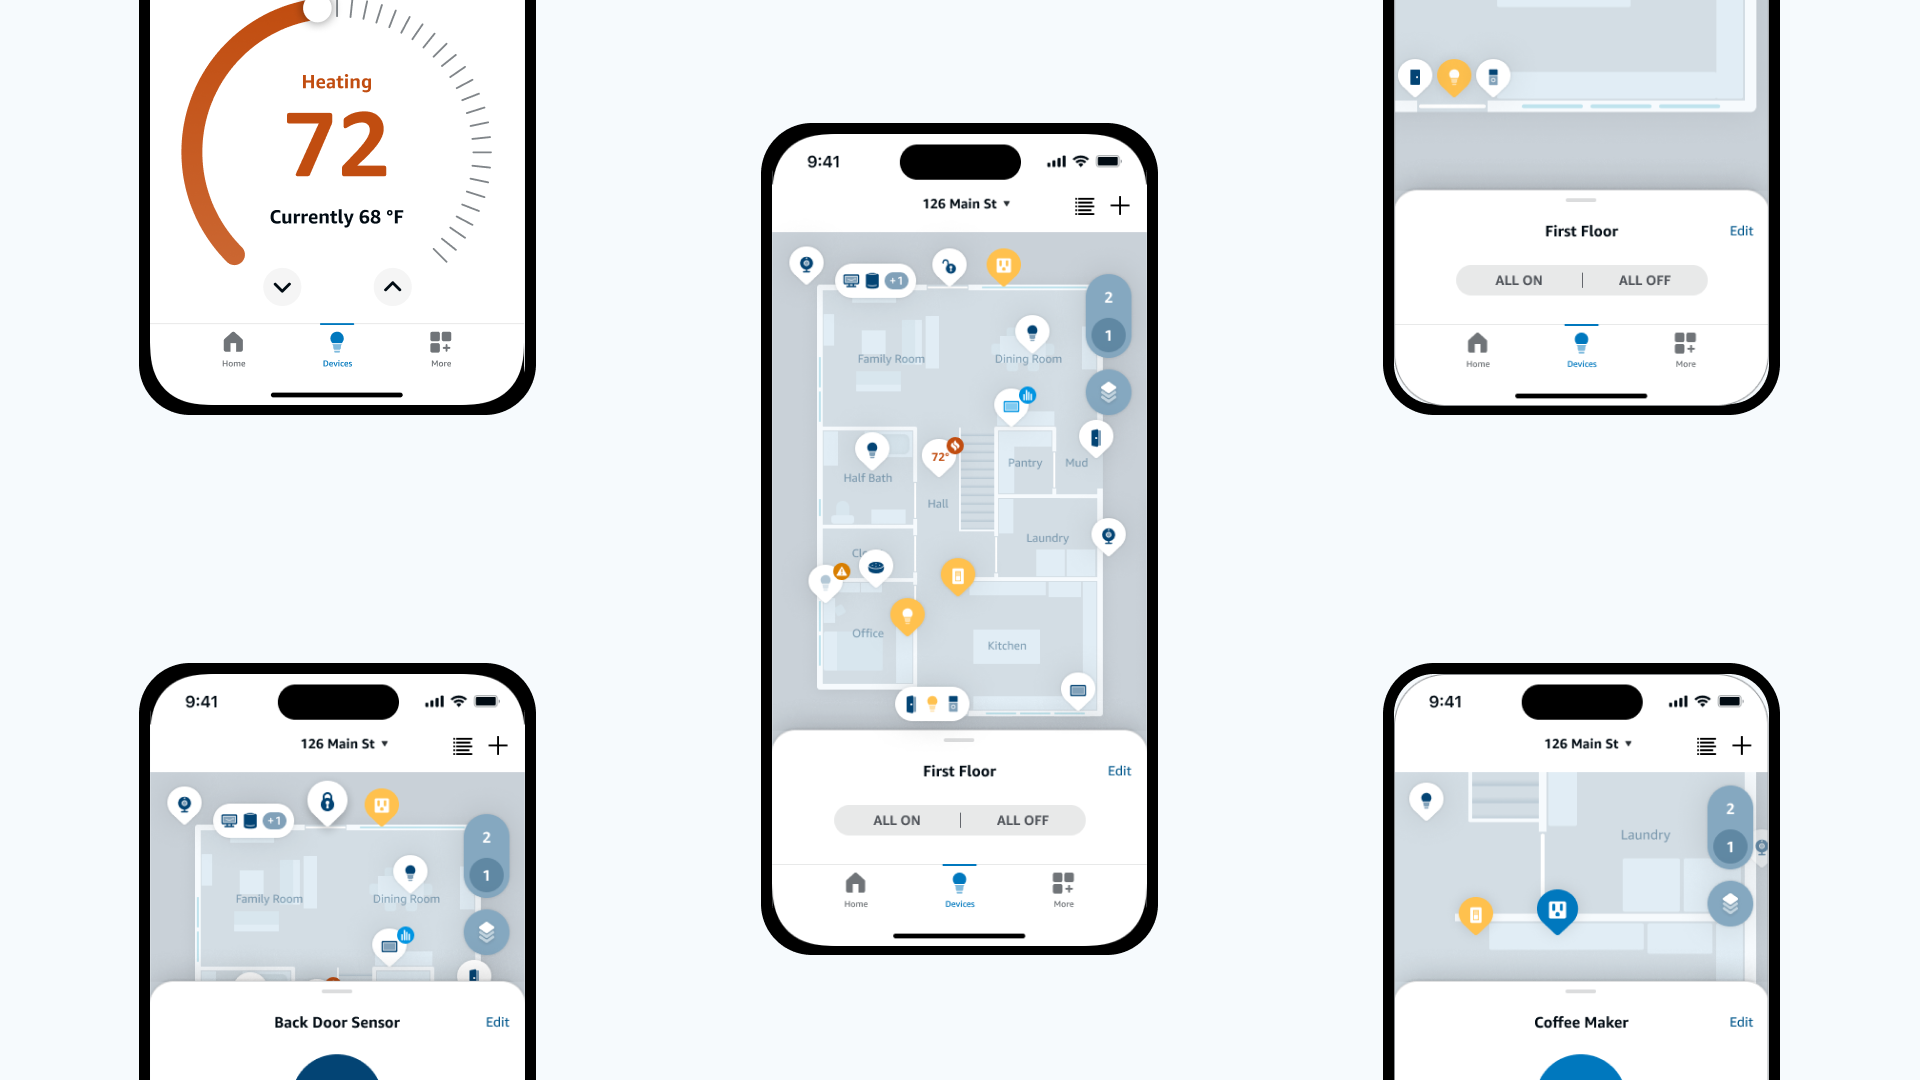 Heating
72
Currently 68 °F
Home
Devices
More
9:41
126 Main St
+1
2
1
Family Room
Dining Room
72°
Half Bath
Pantry
Mud
Hall
Laundry
Office
Kitchen
First Floor
Edit
ALL ON | ALL OFF
Home
Devices
More
First Floor
Edit
ALL ON | ALL OFF
Home
Devices
More
9:41
126 Main St
+1
2
1
Family Room
Dining Room
Back Door Sensor
Edit
9:41
126 Main St
2
1
Laundry
Coffee Maker
Edit